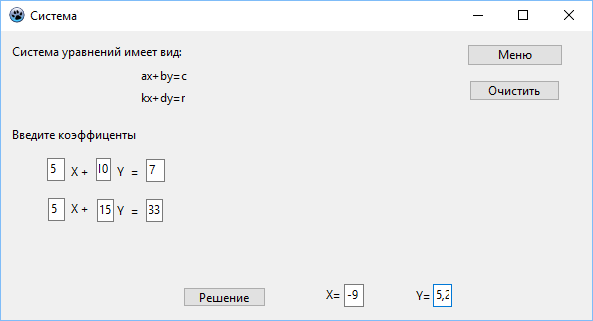 Система
Система уравнений имеет вид:
Меню
ax+by=c
kx+dy=r
Очистить
Введите коэффиценты
5 X + l0 Y = 7
5 X + 15 Y = 33
Решение X= -9 Y= 5,2